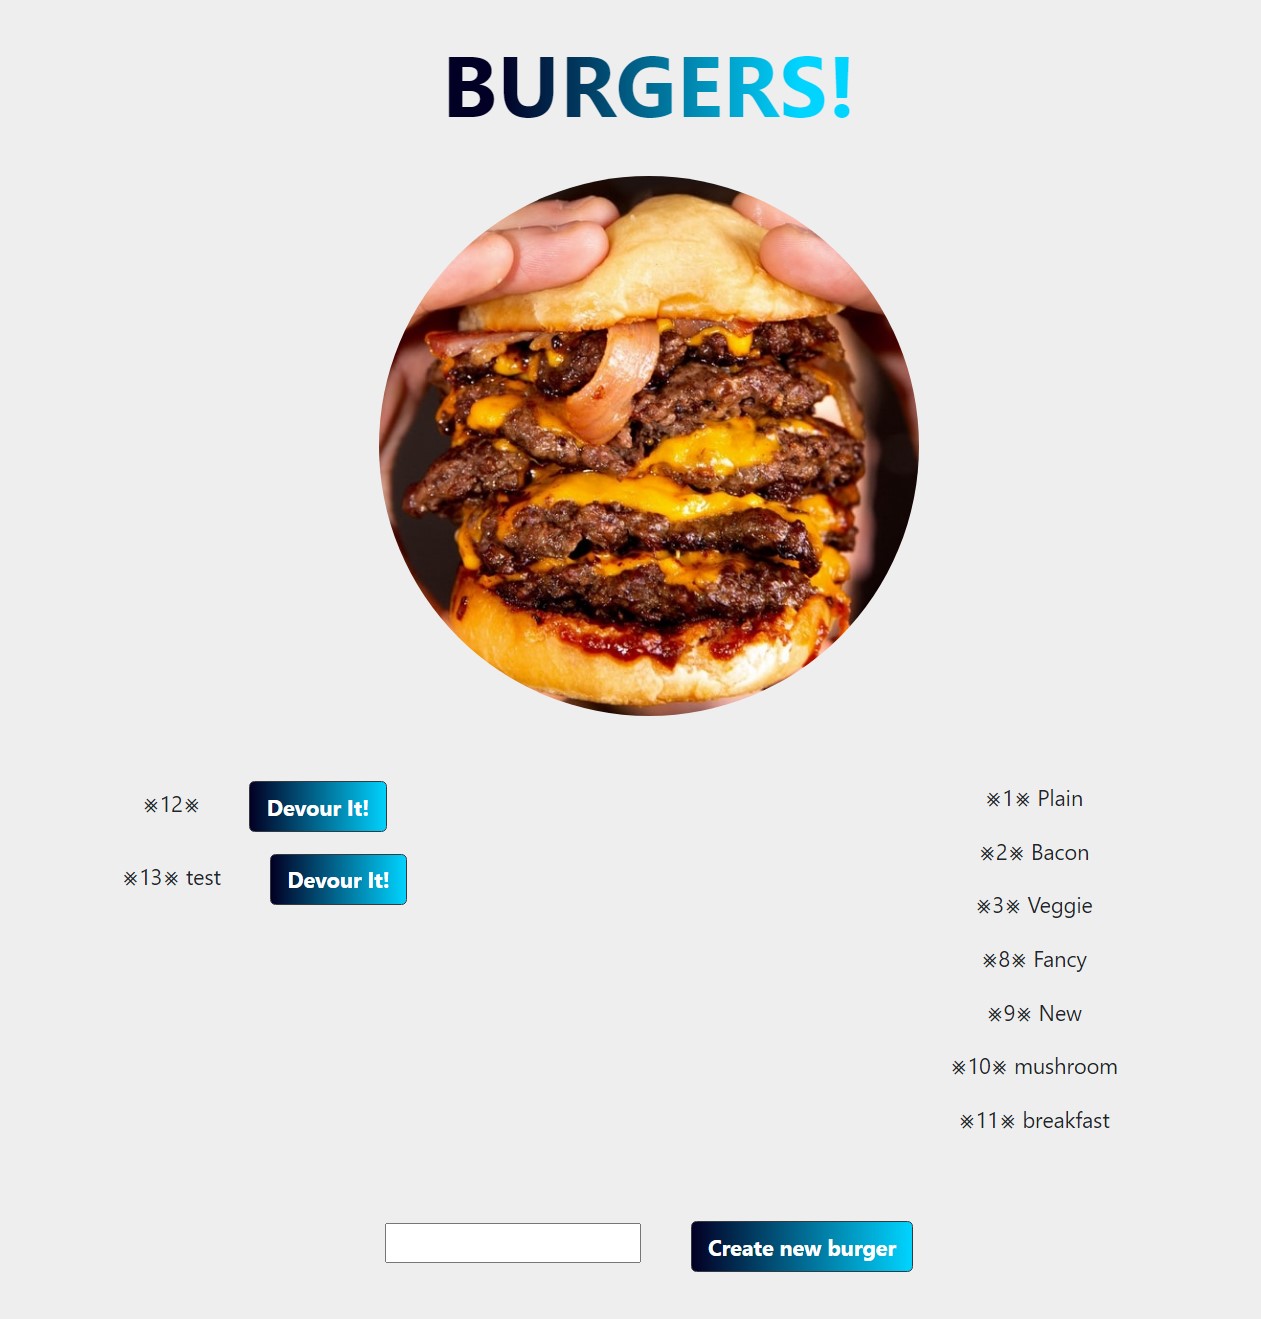 BURGERS!
※12※ Devour It!
※13※ test Devour It!
※1※ Plain
※2※ Bacon
※3※ Veggie
※8※ Fancy
※9※ New
※10※ mushroom
※11※ breakfast
Create new burger